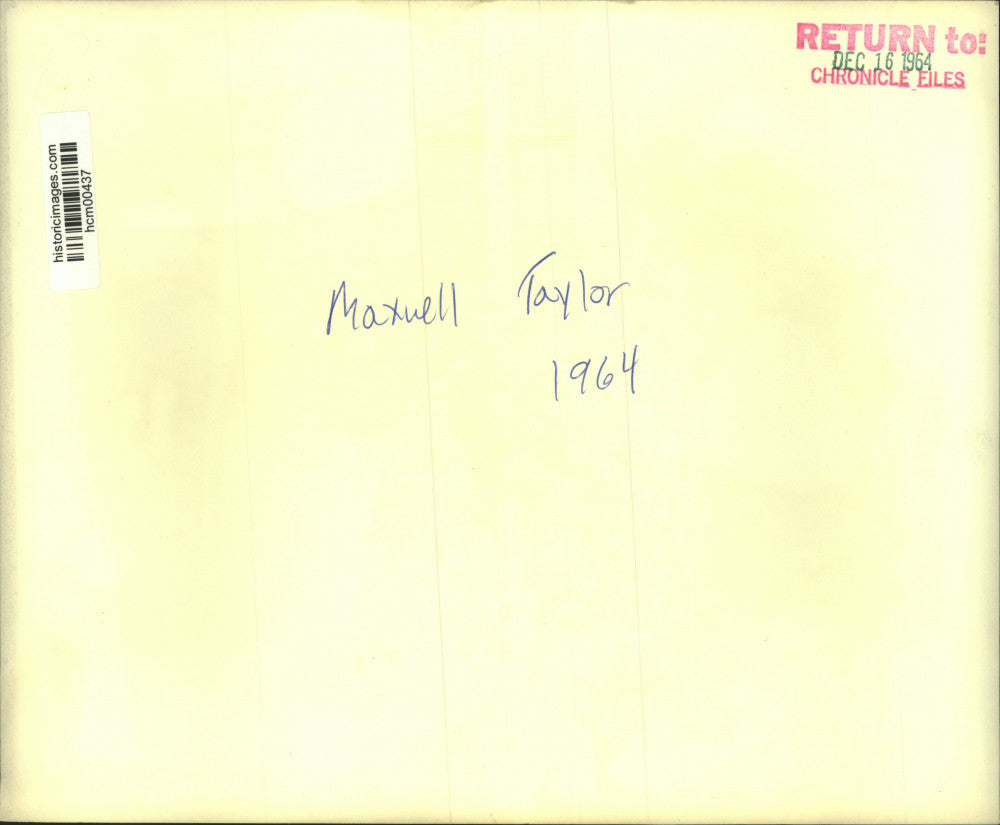 RETURN to:
DEC 16 1964
CHRONICLE FILES
historicimages.com
hcm00437
Maxwell Taylor
1964